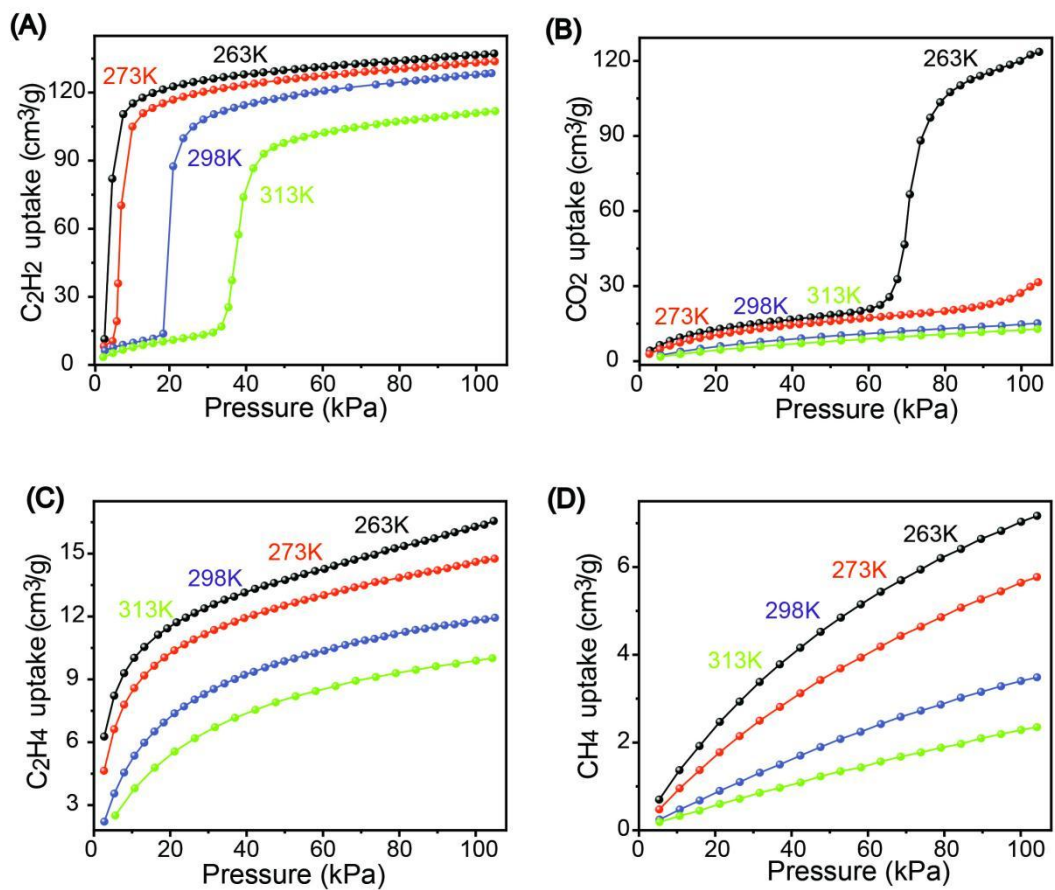 (A)
C2H2 uptake (cm³/g)
120
90
60
30
0
263K
273K
298K
313K
0 20 40 60 80 100
Pressure (kPa)
(B)
CO2 uptake (cm³/g)
120
90
60
30
0
263K
313K
298K
273K
0 20 40 60 80 100
Pressure (kPa)
(C)
C2H4 uptake (cm³/g)
15
12
9
6
3
263K
273K
298K
313K
0 20 40 60 80 100
Pressure (kPa)
(D)
CH4 uptake (cm³/g)
6
4
2
0
263K
273K
298K
313K
0 20 40 60 80 100
Pressure (kPa)